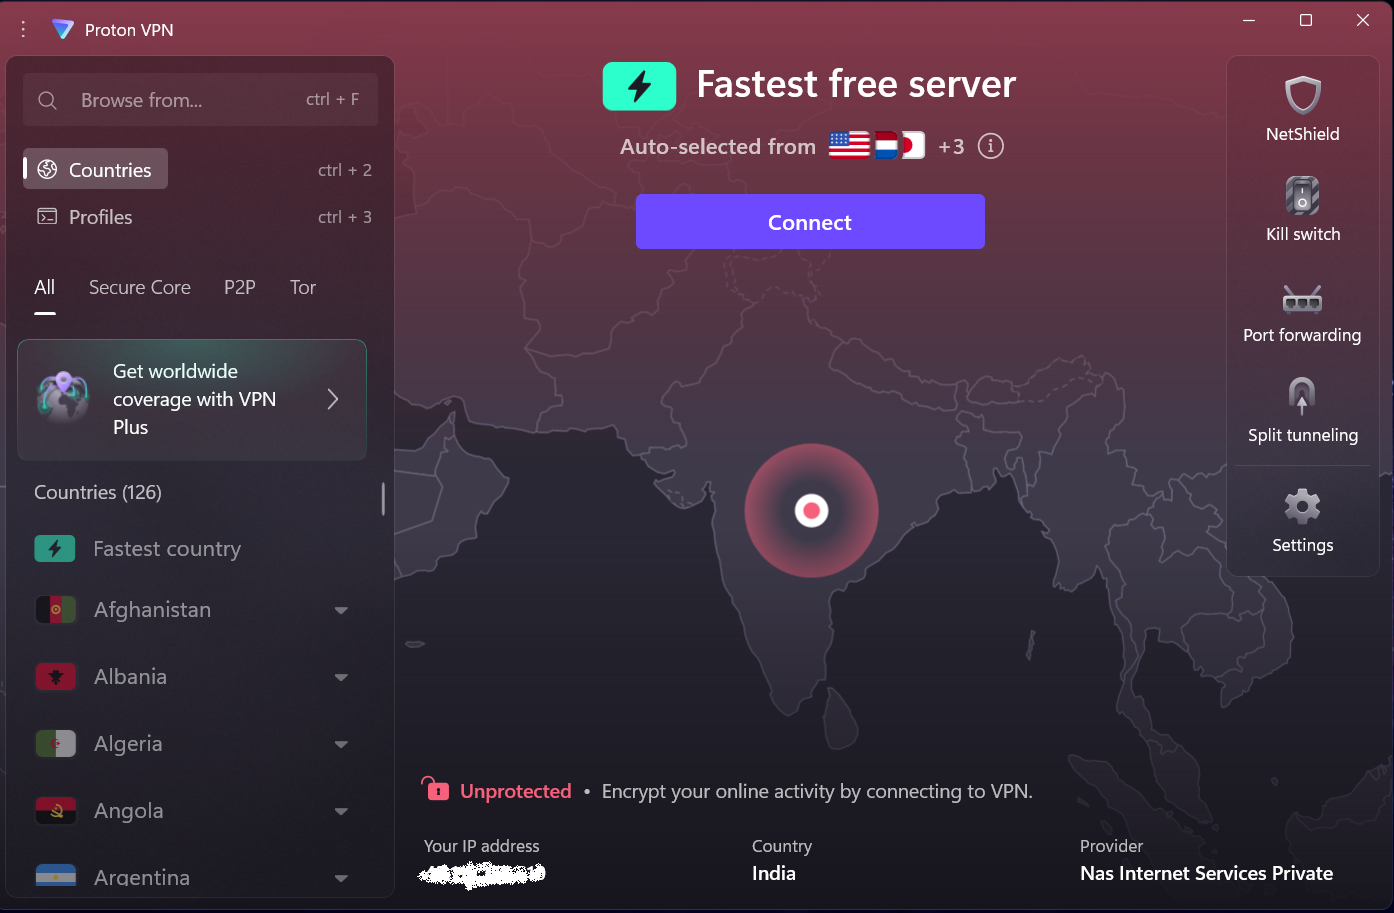 Proton VPN
Browse from... ctrl + F
Countries ctrl + 2
Profiles ctrl + 3
All Secure Core P2P Tor
Get worldwide
coverage with VPN
Plus
Countries (126)
Fastest country
Afghanistan
Albania
Algeria
Angola
Argentina
Fastest free server
Auto-selected from +3
Connect
Unprotected • Encrypt your online activity by connecting to VPN.
Your IP address
Country
India
Provider
Nas Internet Services Private
NetShield
Kill switch
Port forwarding
Split tunneling
Settings